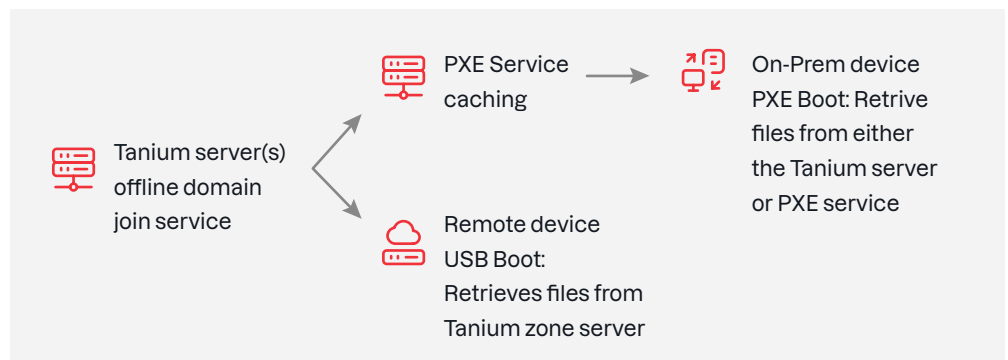 Tanium server(s)
offline domain
join service
PXE Service
caching
On-Prem device
PXE Boot: Retrive
files from either
the Tanium server
or PXE service
Remote device
USB Boot:
Retrieves files from
Tanium zone server